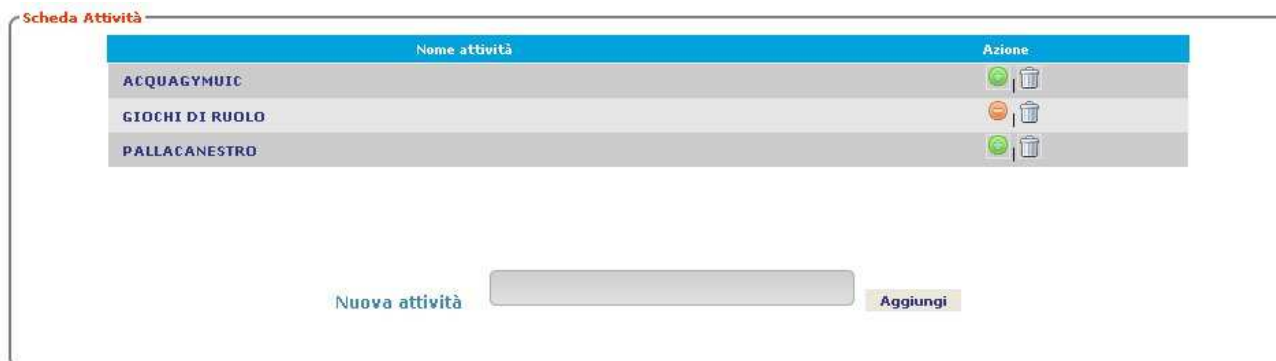 Scheda Attività
Nome attività Azione
ACQUAGYMUIC |
GIOCHI DI RUOLO |
PALLACANESTRO |
Nuova attività Aggiungi